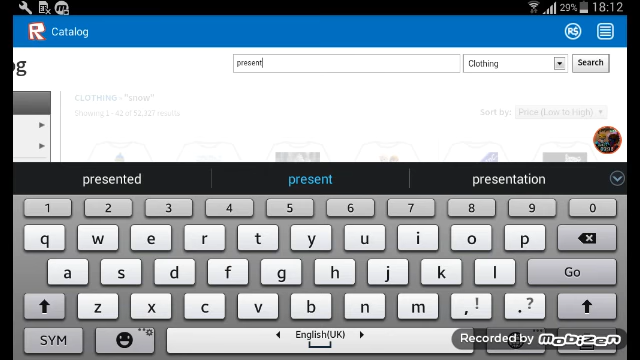 29% 18:12
R Catalog R$
og present Clothing Search
CLOTHING - "snow"
Showing 1 - 42 of 52,327 results
Sort by: Price (Low to High)
presented present presentation
1 2 3 4 5 6 7 8 9 0
q w e r t y u i o p
a s d f g h j k l Go
z x c v b n m , ! . ?
SYM English(UK)
Recorded by MOBIZEN